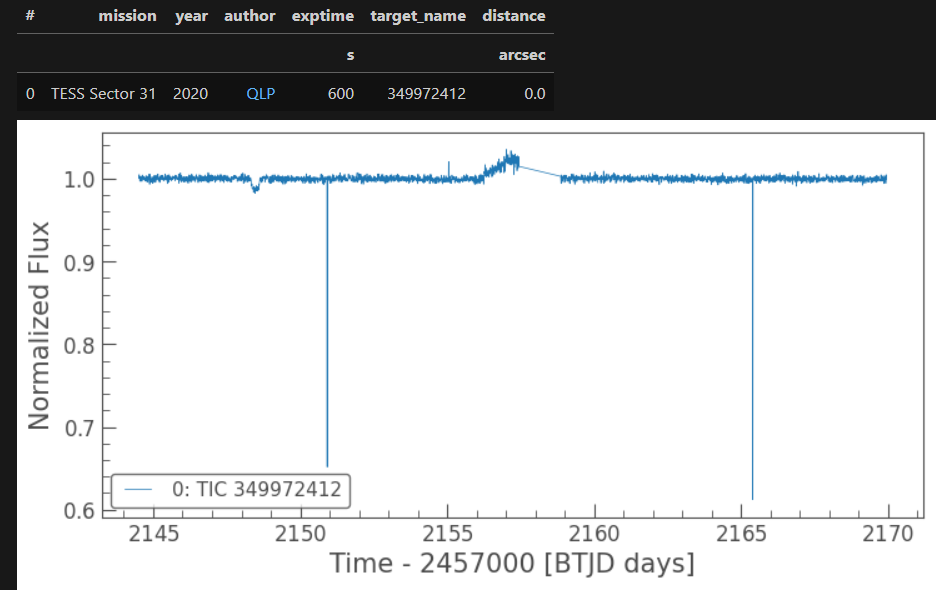 # mission year author exptime target_name distance
s arcsec
0 TESS Sector 31 2020 QLP 600 349972412 0.0
1.0
0.9
0.8
0.7
0.6
Normalized Flux
0: TIC 349972412
2145 2150 2155 2160 2165 2170
Time - 2457000 [BTJD days]